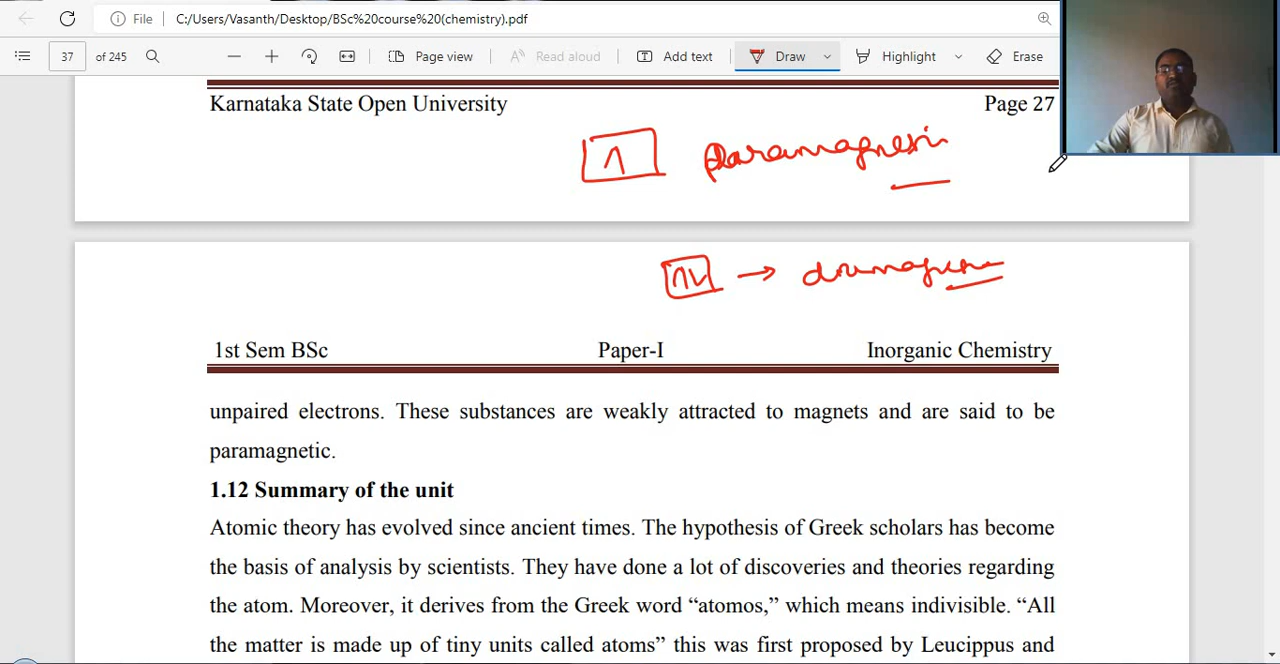 File C:/Users/Vasanth/Desktop/BSc%20course%20(chemistry).pdf
37 of 245 Page view Read aloud Add text Draw Highlight Erase
Karnataka State Open University Page 27
1st Sem BSc Paper-I Inorganic Chemistry
unpaired electrons. These substances are weakly attracted to magnets and are said to be
paramagnetic.
1.12 Summary of the unit
Atomic theory has evolved since ancient times. The hypothesis of Greek scholars has become
the basis of analysis by scientists. They have done a lot of discoveries and theories regarding
the atom. Moreover, it derives from the Greek word “atomos,” which means indivisible. “All
the matter is made up of tiny units called atoms” this was first proposed by Leucippus and